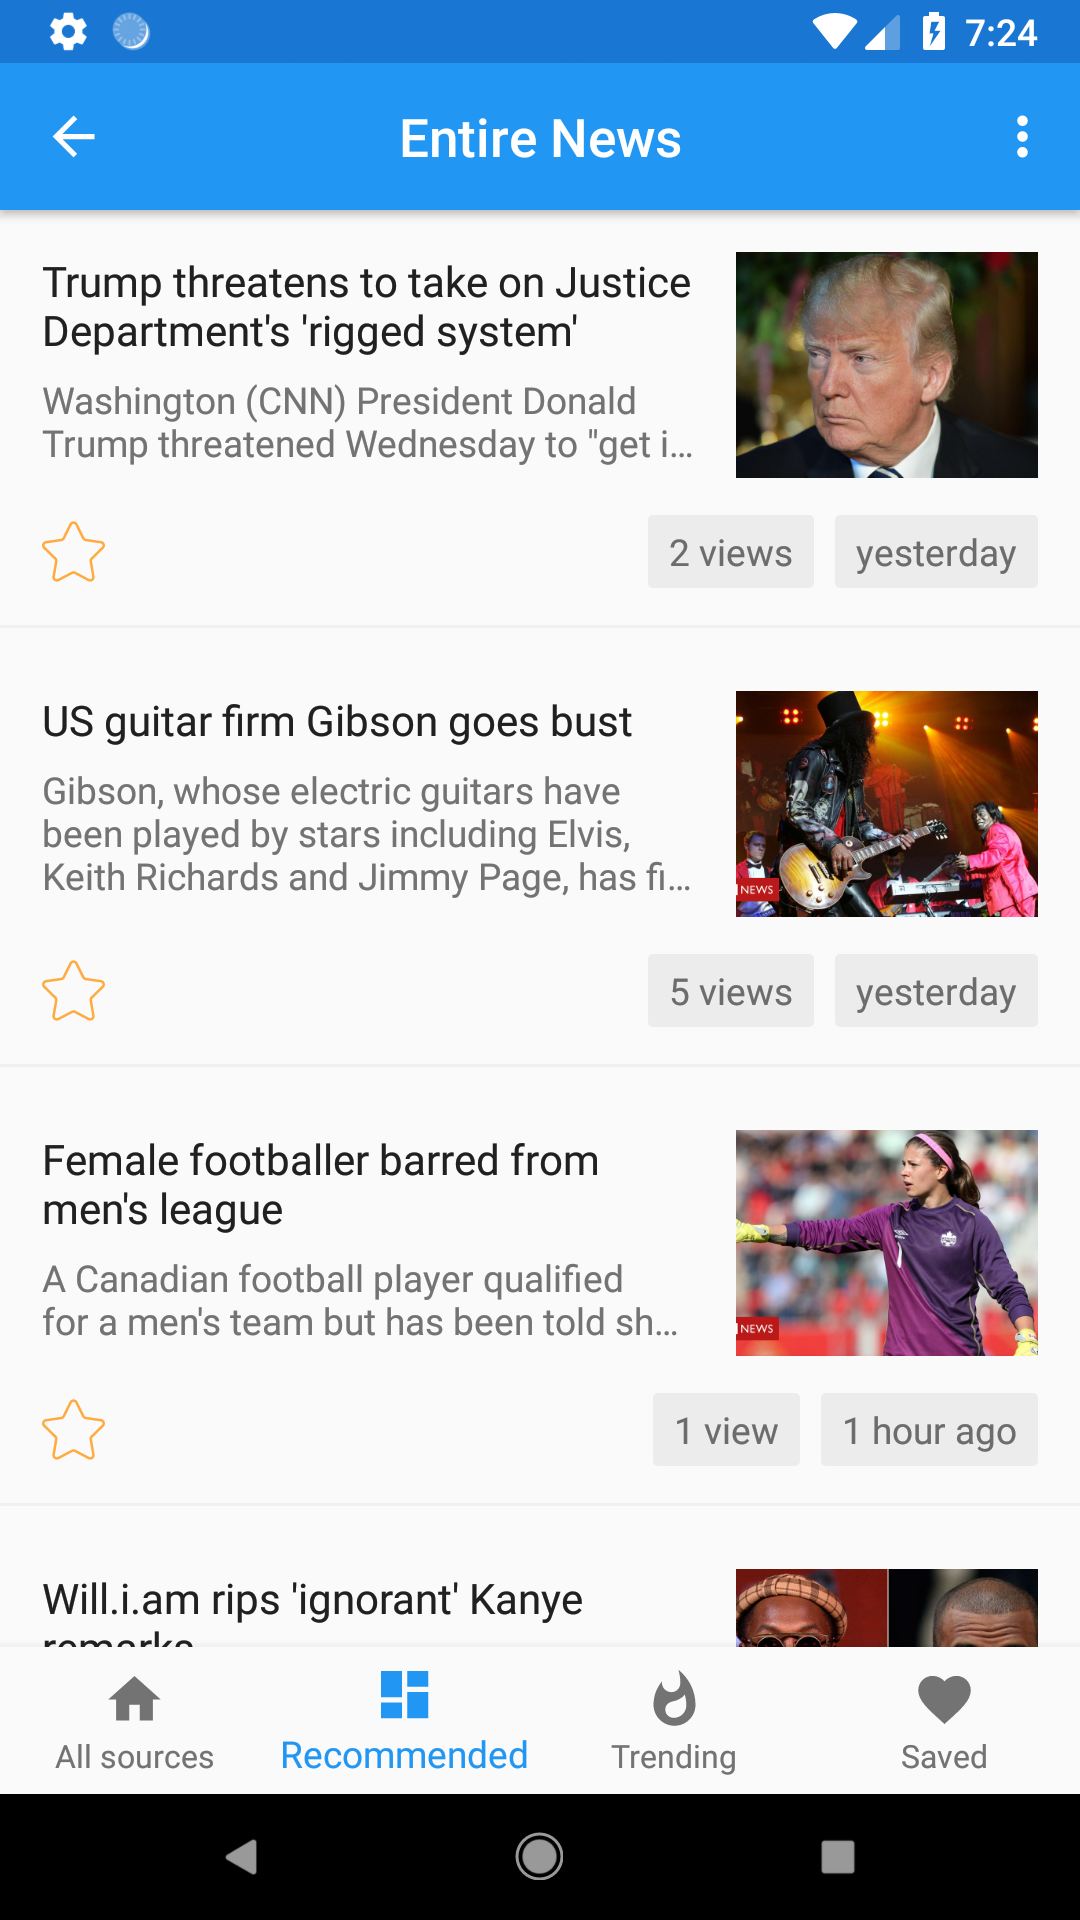 7:24
Entire News
Trump threatens to take on Justice
Department's 'rigged system'
Washington (CNN) President Donald
Trump threatened Wednesday to "get i...
2 views
yesterday
US guitar firm Gibson goes bust
Gibson, whose electric guitars have
been played by stars including Elvis,
Keith Richards and Jimmy Page, has fi...
NEWS
5 views
yesterday
Female footballer barred from
men's league
A Canadian football player qualified
for a men's team but has been told sh...
NEWS
1 view
1 hour ago
Will.i.am rips 'ignorant' Kanye
remarks
All sources
Recommended
Trending
Saved